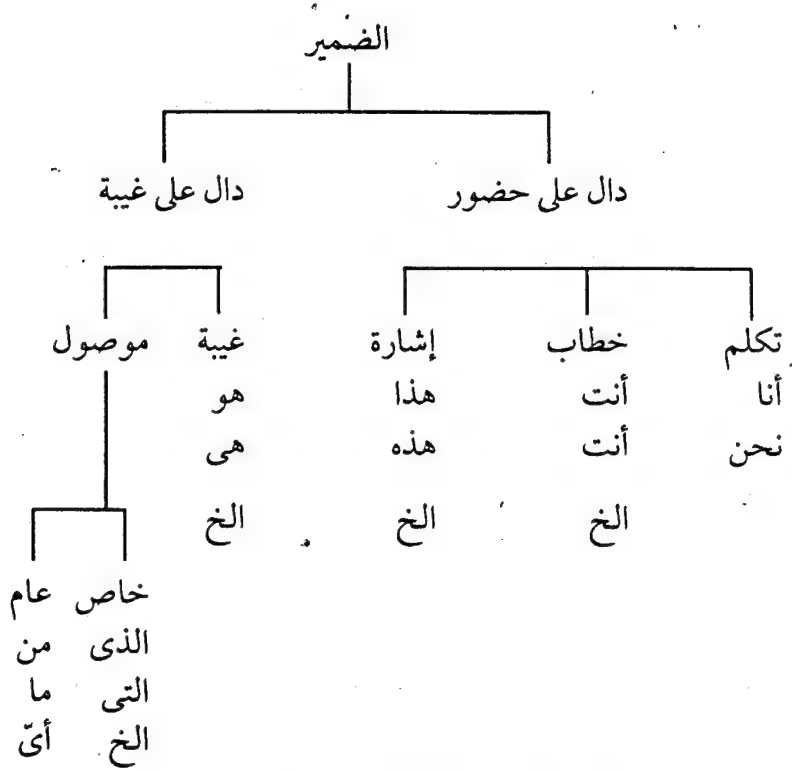 الضمير
دال على حضور دال على غيبة
تكلم خطاب إشارة غيبة موصول
أنا أنت هذا هو
نحن أنت هذه هى
الخ الخ الخ
خاص عام
الذى من
التى ما
الخ أىّ